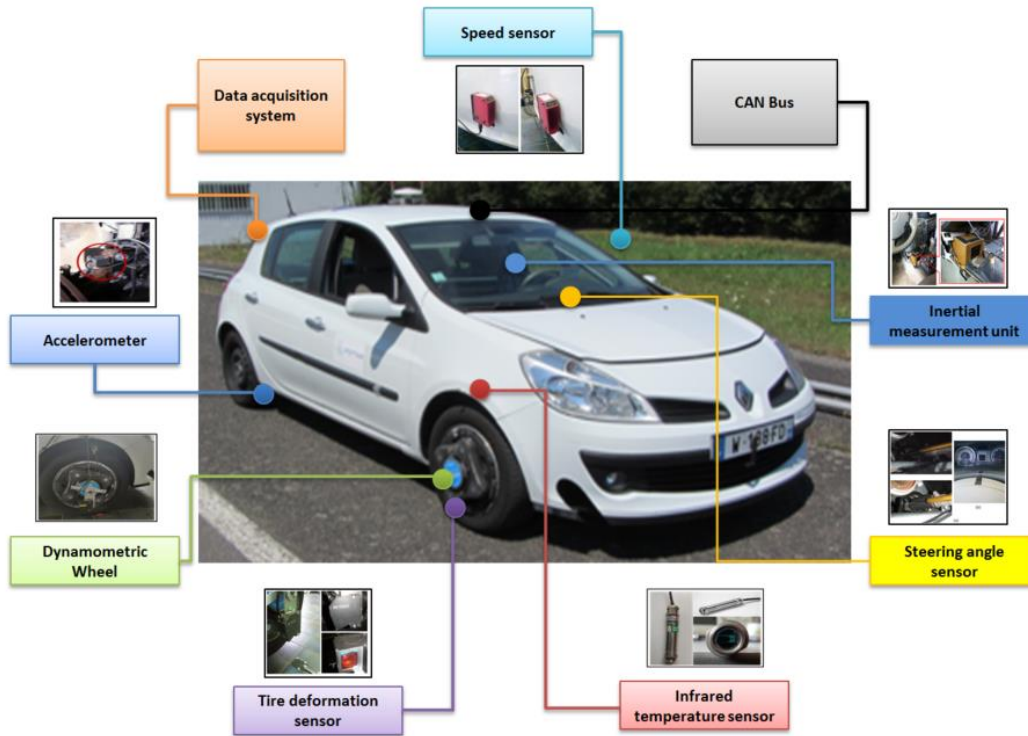 Speed sensor
Data acquisition
system
CAN Bus
Accelerometer
Inertial
measurement unit
Dynamometric
Wheel
Steering angle
sensor
Tire deformation
sensor
Infrared
temperature sensor